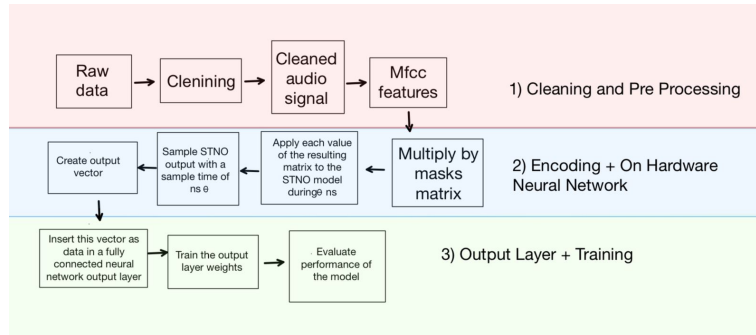 Raw
data
Clenining
Cleaned
audio
signal
Mfcc
features
1) Cleaning and Pre Processing
Multiply by
masks
matrix
Apply each value
of the resulting
matrix to the
STNO model
duringθ ns
Sample STNO
output with a
sample time of
ns θ
Create output
vector
2) Encoding + On Hardware
Neural Network
Insert this vector as
data in a fully
connected neural
network output layer
Train the output
layer weights
Evaluate
performance of
the model
3) Output Layer + Training